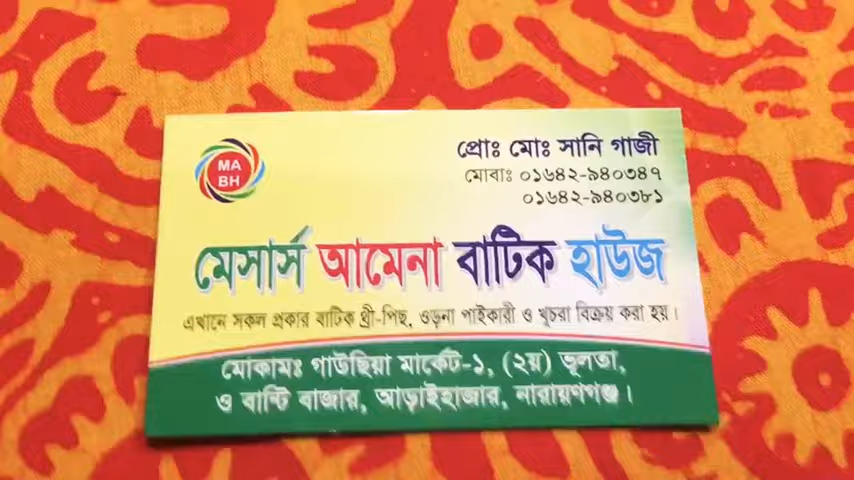 MA
BH
প্রোঃ মোঃ সানি গাজী
মোবাঃ ০১৬৪২-৯৪০৩৪৭
০১৬৪২-৯৪০৩৮১
মেসার্স আমেনা বাটিক হাউজ
এখানে সকল প্রকার বাটিক থ্রী-পিছ, ওড়না পাইকারী ও খুচরা বিক্রয় করা হয়।
মোকামঃ গাউছিয়া মার্কেট-১, (২য়) ভূলতা,
ও বান্টি বাজার, আড়াইহাজার, নারায়ণগঞ্জ।